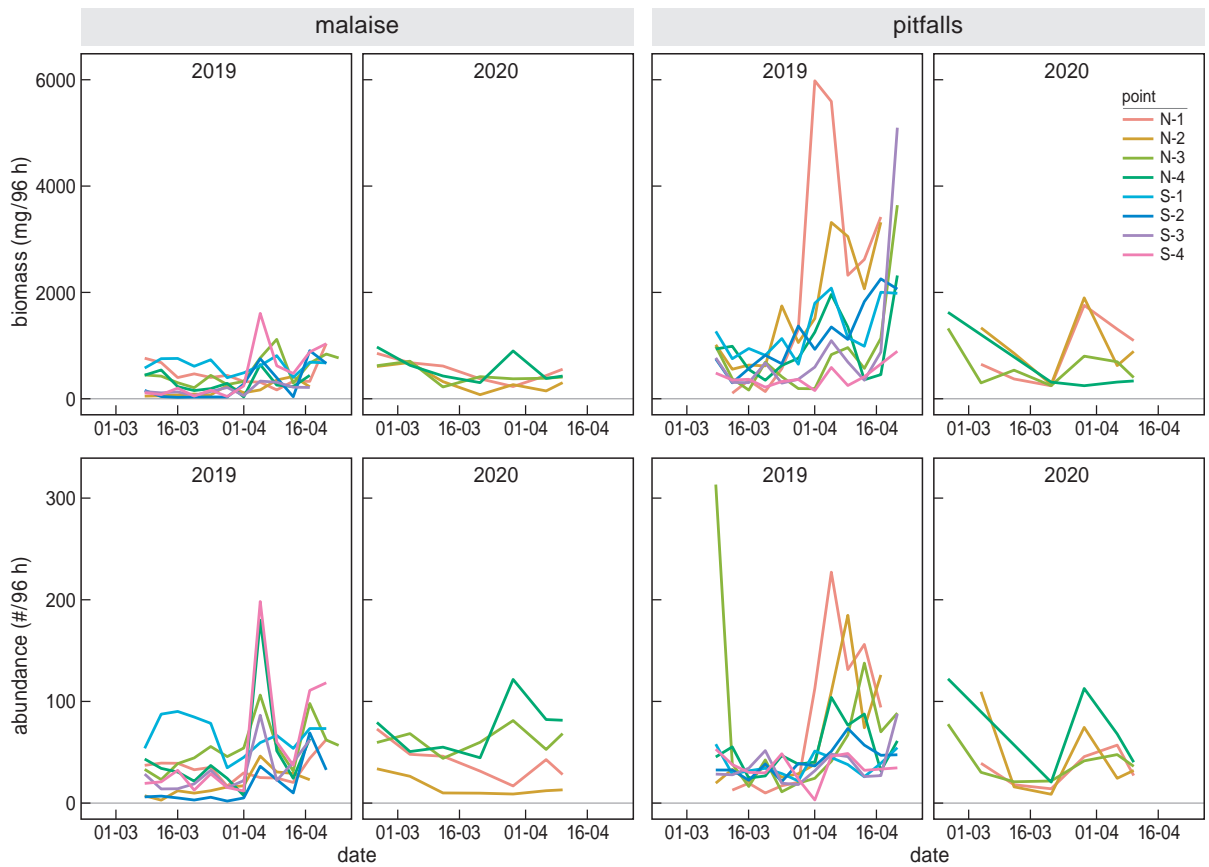 malaise
pitfalls
2019
2020
2019
2020
point
N-1
N-2
N-3
N-4
S-1
S-2
S-3
S-4
biomass (mg/96 h)
6000
4000
2000
0
01-03 16-03 01-04 16-04
01-03 16-03 01-04 16-04
01-03 16-03 01-04 16-04
01-03 16-03 01-04 16-04
2019
2020
2019
2020
abundance (#/96 h)
300
200
100
0
01-03 16-03 01-04 16-04
01-03 16-03 01-04 16-04
01-03 16-03 01-04 16-04
01-03 16-03 01-04 16-04
date
date